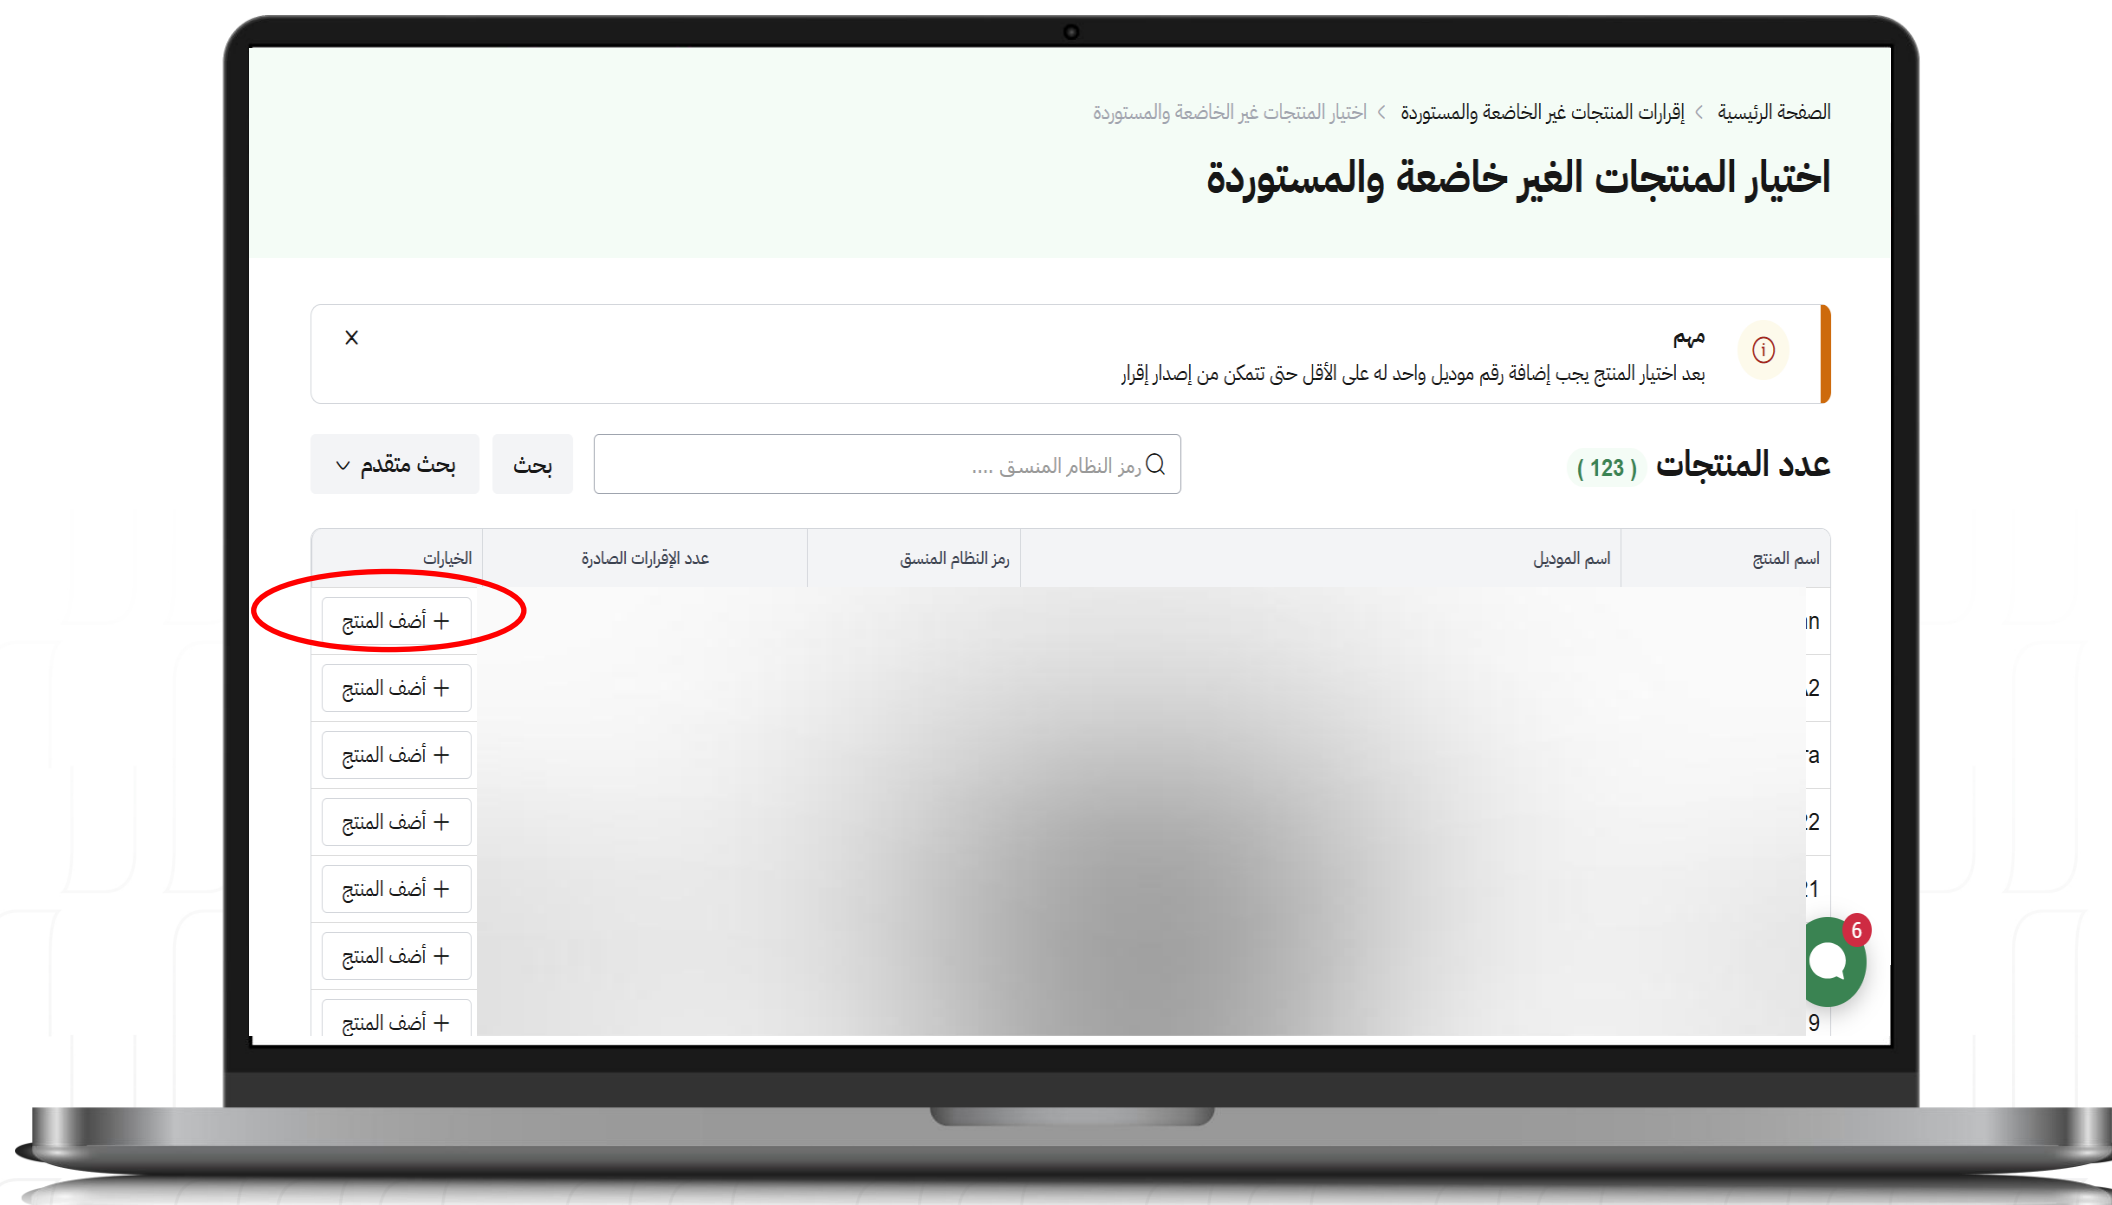 الصفحة الرئيسية > إقرارات المنتجات غير الخاضعة والمستوردة > اختيار المنتجات غير الخاضعة والمستوردة
اختيار المنتجات الغير خاضعة والمستوردة
مهم
بعد اختيار المنتج يجب إضافة رقم موديل واحد له على الأقل حتى تتمكن من إصدار إقرار
عدد المنتجات ( 123 )
رمز النظام المنسق ....
بحث
بحث متقدم
اسم المنتج اسم الموديل رمز النظام المنسق عدد الإقرارات الصادرة الخيارات
+ أضف المنتج
+ أضف المنتج
+ أضف المنتج
+ أضف المنتج
+ أضف المنتج
+ أضف المنتج
6
+ أضف المنتج